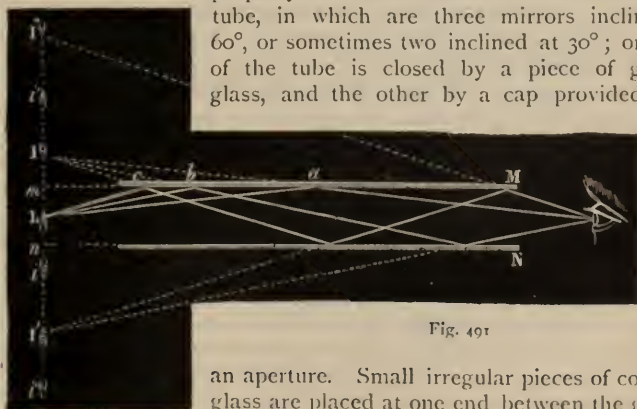 tube, in which are three mirrors incli
60°, or sometimes two inclined at 30°; or
of the tube is closed by a piece of g
glass, and the other by a cap provided
c b a M
m
L
n
N
Fig. 491
an aperture. Small irregular pieces of co
glass are placed at one end between the g